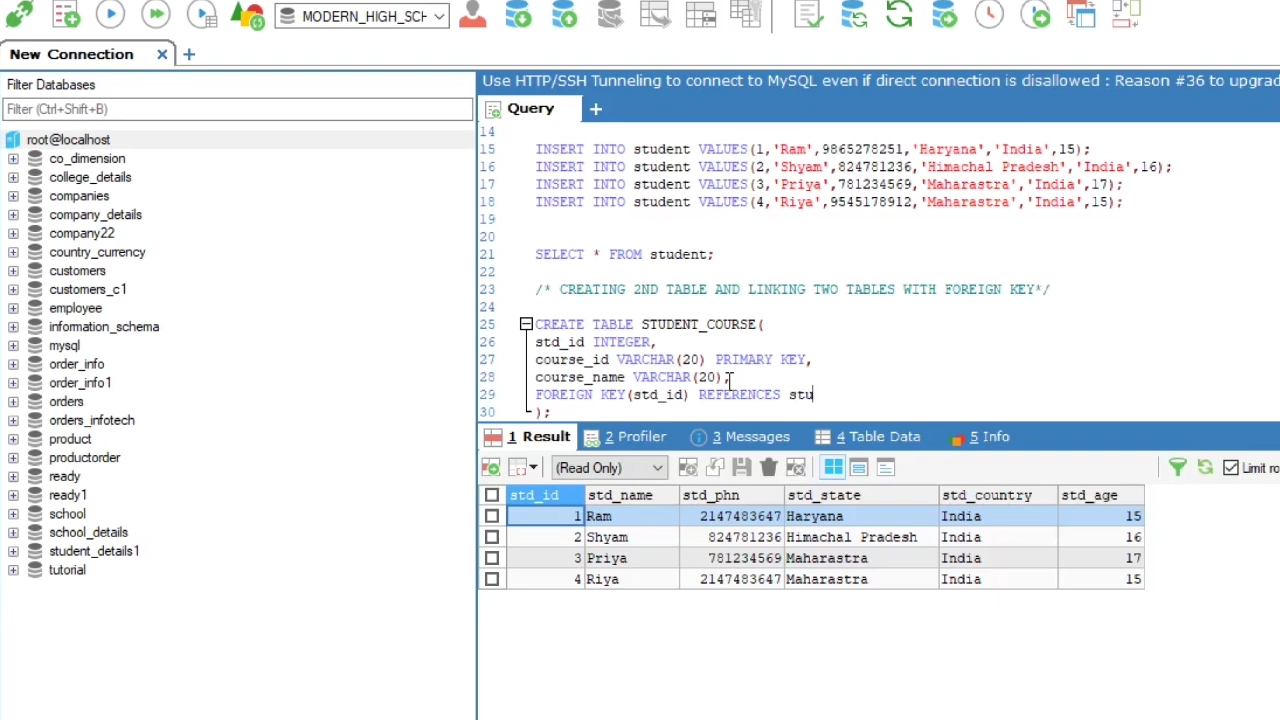 MODERN_HIGH_SCH
New Connection
Use HTTP/SSH Tunneling to connect to MySQL even if direct connection is disallowed : Reason #36 to upgrad
Filter Databases
Filter (Ctrl+Shift+B)
root@localhost
co_dimension
college_details
companies
company_details
company22
country_currency
customers
customers_c1
employee
information_schema
mysql
order_info
order_info1
orders
orders_infotech
product
productorder
ready
ready1
school
school_details
student_details1
tutorial
Query
14
15 INSERT INTO student VALUES(1,'Ram',9865278251,'Haryana','India',15);
16 INSERT INTO student VALUES(2,'Shyam',824781236,'Himachal Pradesh','India',16);
17 INSERT INTO student VALUES(3,'Priya',781234569,'Maharastra','India',17);
18 INSERT INTO student VALUES(4,'Riya',9545178912,'Maharastra','India',15);
19
20
21 SELECT * FROM student;
22
23 /* CREATING 2ND TABLE AND LINKING TWO TABLES WITH FOREIGN KEY*/
24
25 CREATE TABLE STUDENT_COURSE(
26 std_id INTEGER,
27 course_id VARCHAR(20) PRIMARY KEY,
28 course_name VARCHAR(20),
29 FOREIGN KEY(std_id) REFERENCES stu
30 );
1 Result 2 Profiler 3 Messages 4 Table Data 5 Info
(Read Only) Limit ro
std_id std_name std_phn std_state std_country std_age
1 Ram 2147483647 Haryana India 15
2 Shyam 824781236 Himachal Pradesh India 16
3 Priya 781234569 Maharastra India 17
4 Riya 2147483647 Maharastra India 15